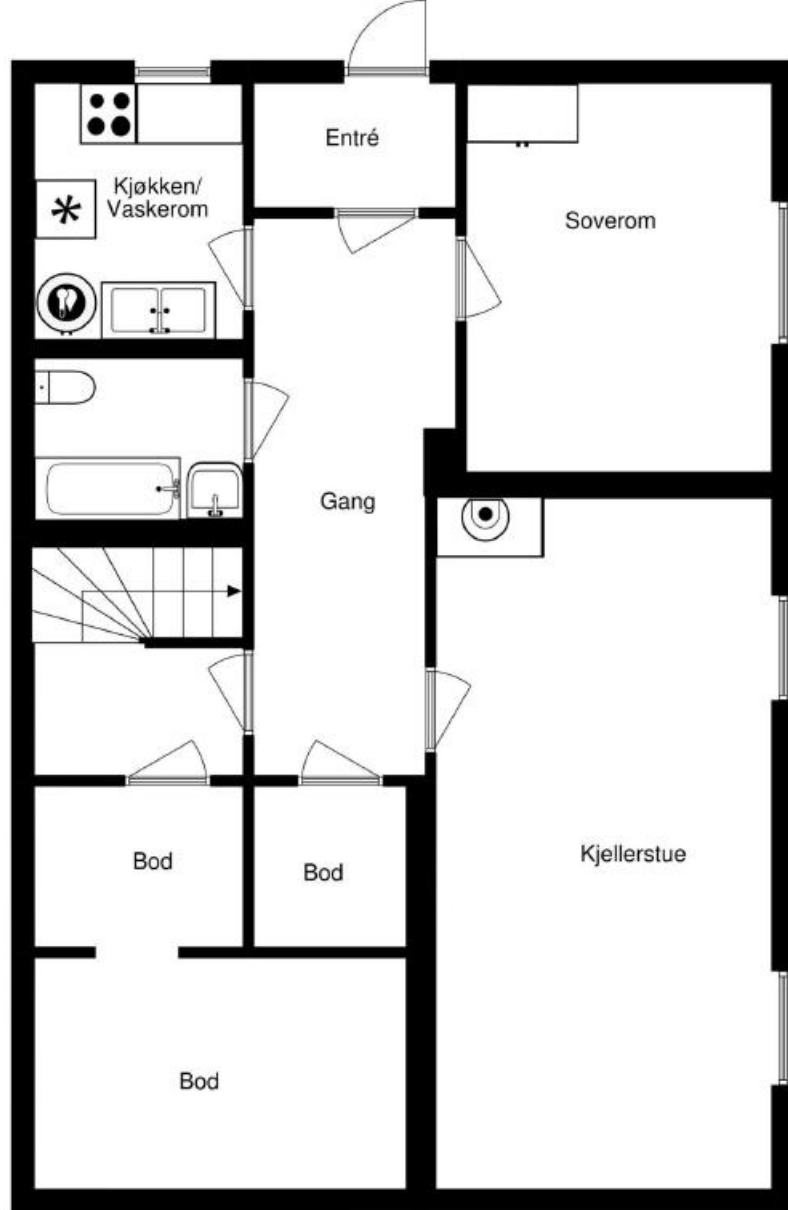 Entré
Kjøkken/
Vaskerom
Soverom
Gang
Kjellerstue
Bod
Bod
Bod